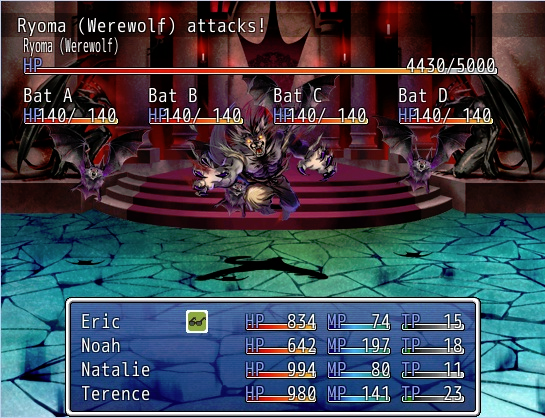 Ryoma (Werewolf) attacks!
Ryoma (Werewolf)
HP 4430/5000
Bat A Bat B Bat C Bat D
HP 140/ 140 HP 140/ 140 HP 140/ 140 HP 140/ 140
Eric HP 834 MP 74 TP 15
Noah HP 642 MP 197 TP 18
Natalie HP 994 MP 80 TP 11
Terence HP 980 MP 141 TP 23